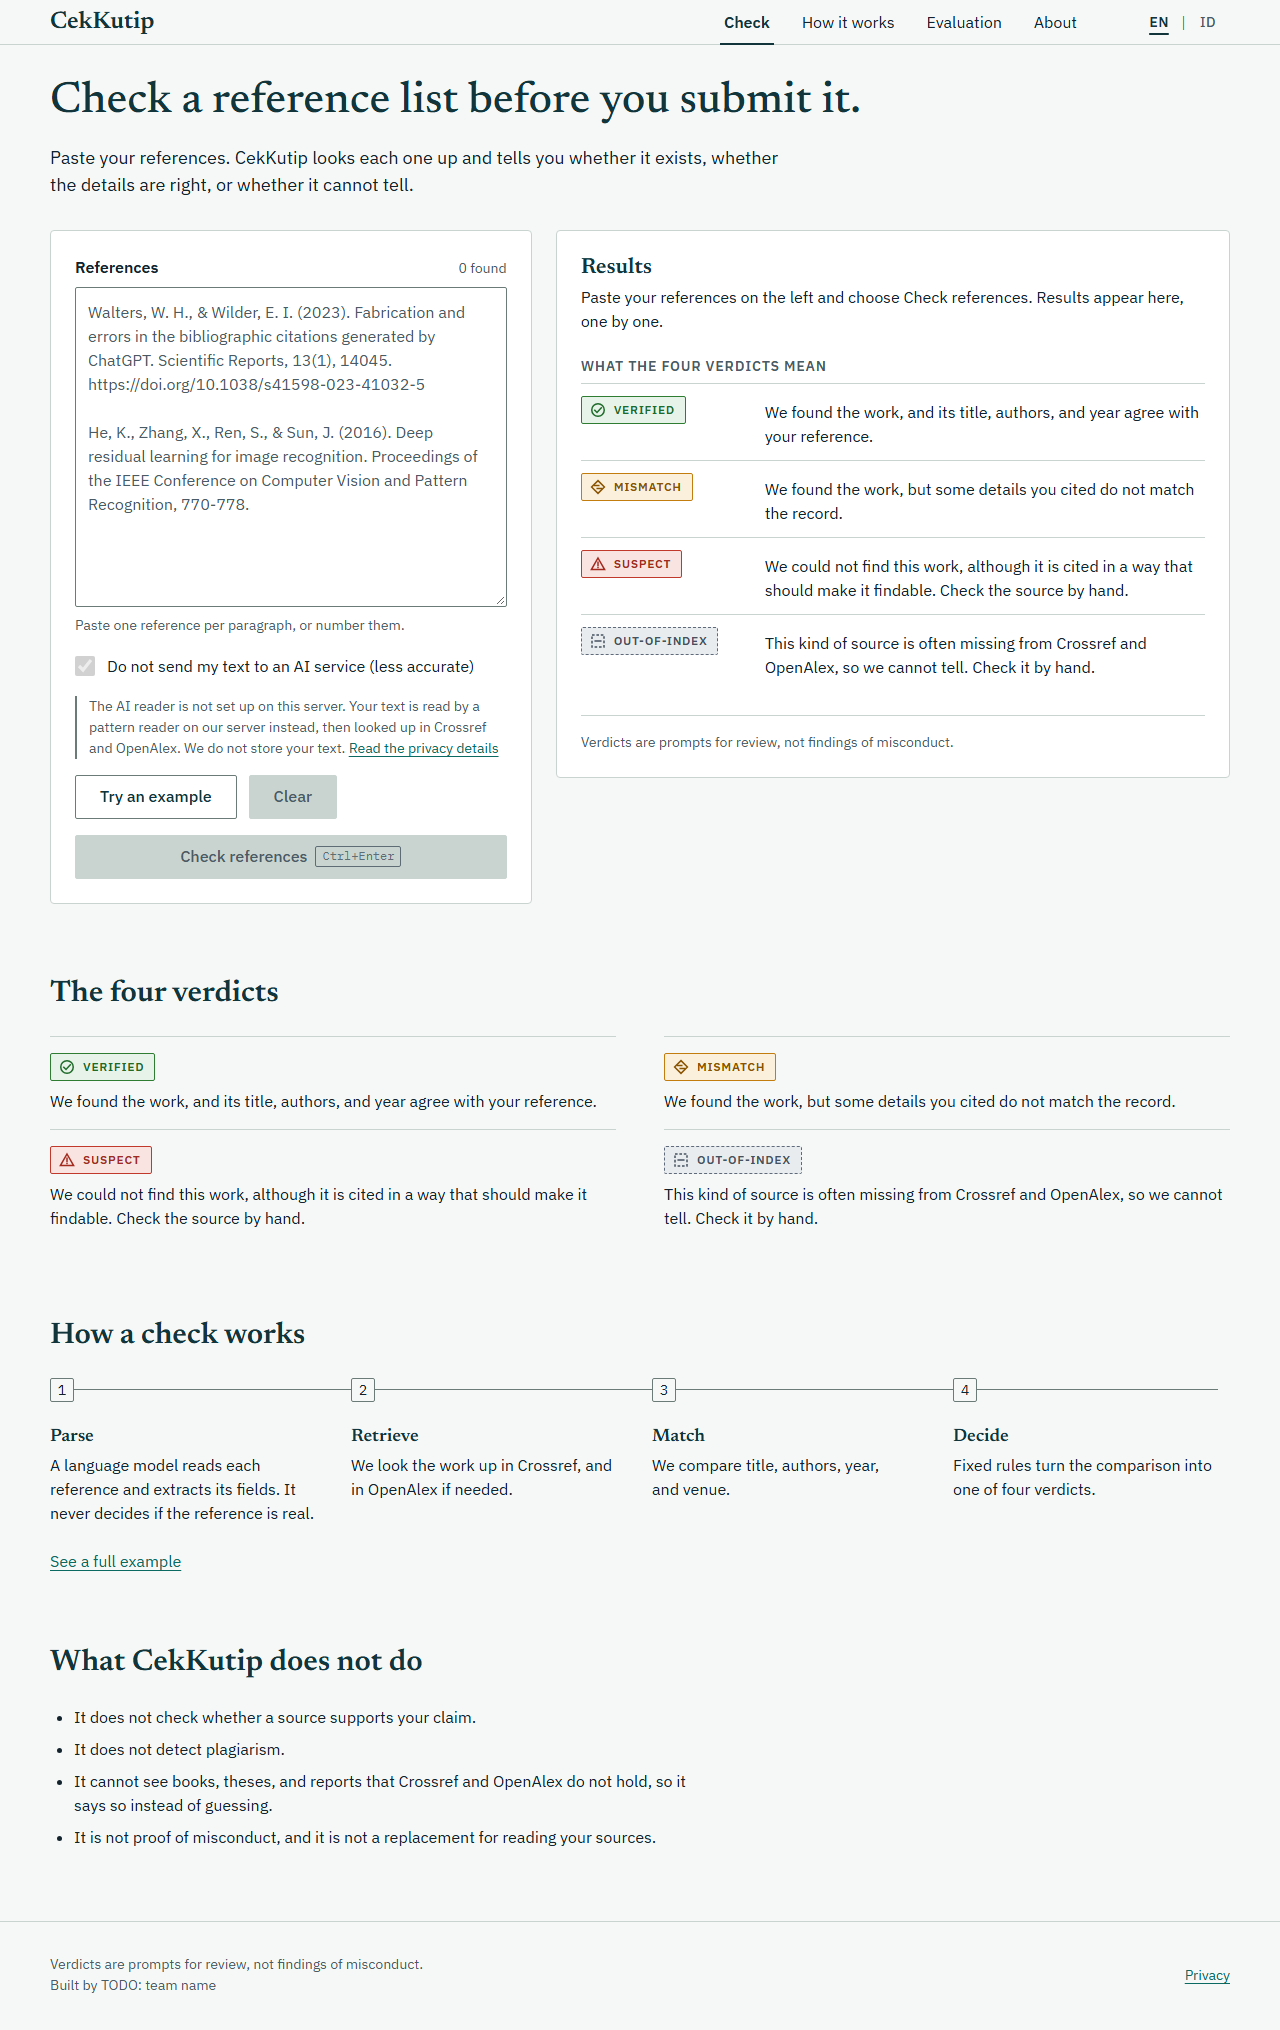 CekKutip
Check
How it works
Evaluation
About
EN | ID
Check a reference list before you submit it.
Paste your references. CekKutip looks each one up and tells you whether it exists, whether
the details are right, or whether it cannot tell.
References
0 found
Walters, W. H., & Wilder, E. I. (2023). Fabrication and
errors in the bibliographic citations generated by
ChatGPT. Scientific Reports, 13(1), 14045.
https://doi.org/10.1038/s41598-023-41032-5
He, K., Zhang, X., Ren, S., & Sun, J. (2016). Deep
residual learning for image recognition. Proceedings of
the IEEE Conference on Computer Vision and Pattern
Recognition, 770-778.
Paste one reference per paragraph, or number them.
Do not send my text to an AI service (less accurate)
The AI reader is not set up on this server. Your text is read by a
pattern reader on our server instead, then looked up in Crossref
and OpenAlex. We do not store your text. Read the privacy details
Try an example
Clear
Check references Ctrl+Enter
Results
Paste your references on the left and choose Check references. Results appear here,
one by one.
WHAT THE FOUR VERDICTS MEAN
VERIFIED
We found the work, and its title, authors, and year agree with
your reference.
MISMATCH
We found the work, but some details you cited do not match
the record.
SUSPECT
We could not find this work, although it is cited in a way that
should make it findable. Check the source by hand.
OUT-OF-INDEX
This kind of source is often missing from Crossref and
OpenAlex, so we cannot tell. Check it by hand.
Verdicts are prompts for review, not findings of misconduct.
The four verdicts
VERIFIED
We found the work, and its title, authors, and year agree with your reference.
MISMATCH
We found the work, but some details you cited do not match the record.
SUSPECT
We could not find this work, although it is cited in a way that should make it
findable. Check the source by hand.
OUT-OF-INDEX
This kind of source is often missing from Crossref and OpenAlex, so we cannot
tell. Check it by hand.
How a check works
1
Parse
A language model reads each
reference and extracts its fields. It
never decides if the reference is real.
2
Retrieve
We look the work up in Crossref, and
in OpenAlex if needed.
3
Match
We compare title, authors, year,
and venue.
4
Decide
Fixed rules turn the comparison into
one of four verdicts.
See a full example
What CekKutip does not do
• It does not check whether a source supports your claim.
• It does not detect plagiarism.
• It cannot see books, theses, and reports that Crossref and OpenAlex do not hold, so it
says so instead of guessing.
• It is not proof of misconduct, and it is not a replacement for reading your sources.
Verdicts are prompts for review, not findings of misconduct.
Built by TODO: team name
Privacy